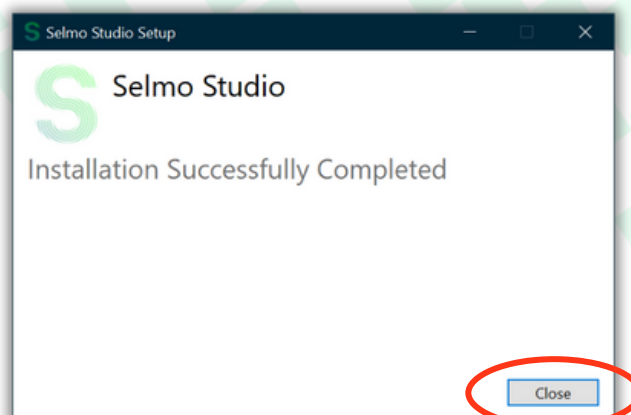 Selmo Studio Setup
Selmo Studio
Installation Successfully Completed
Close